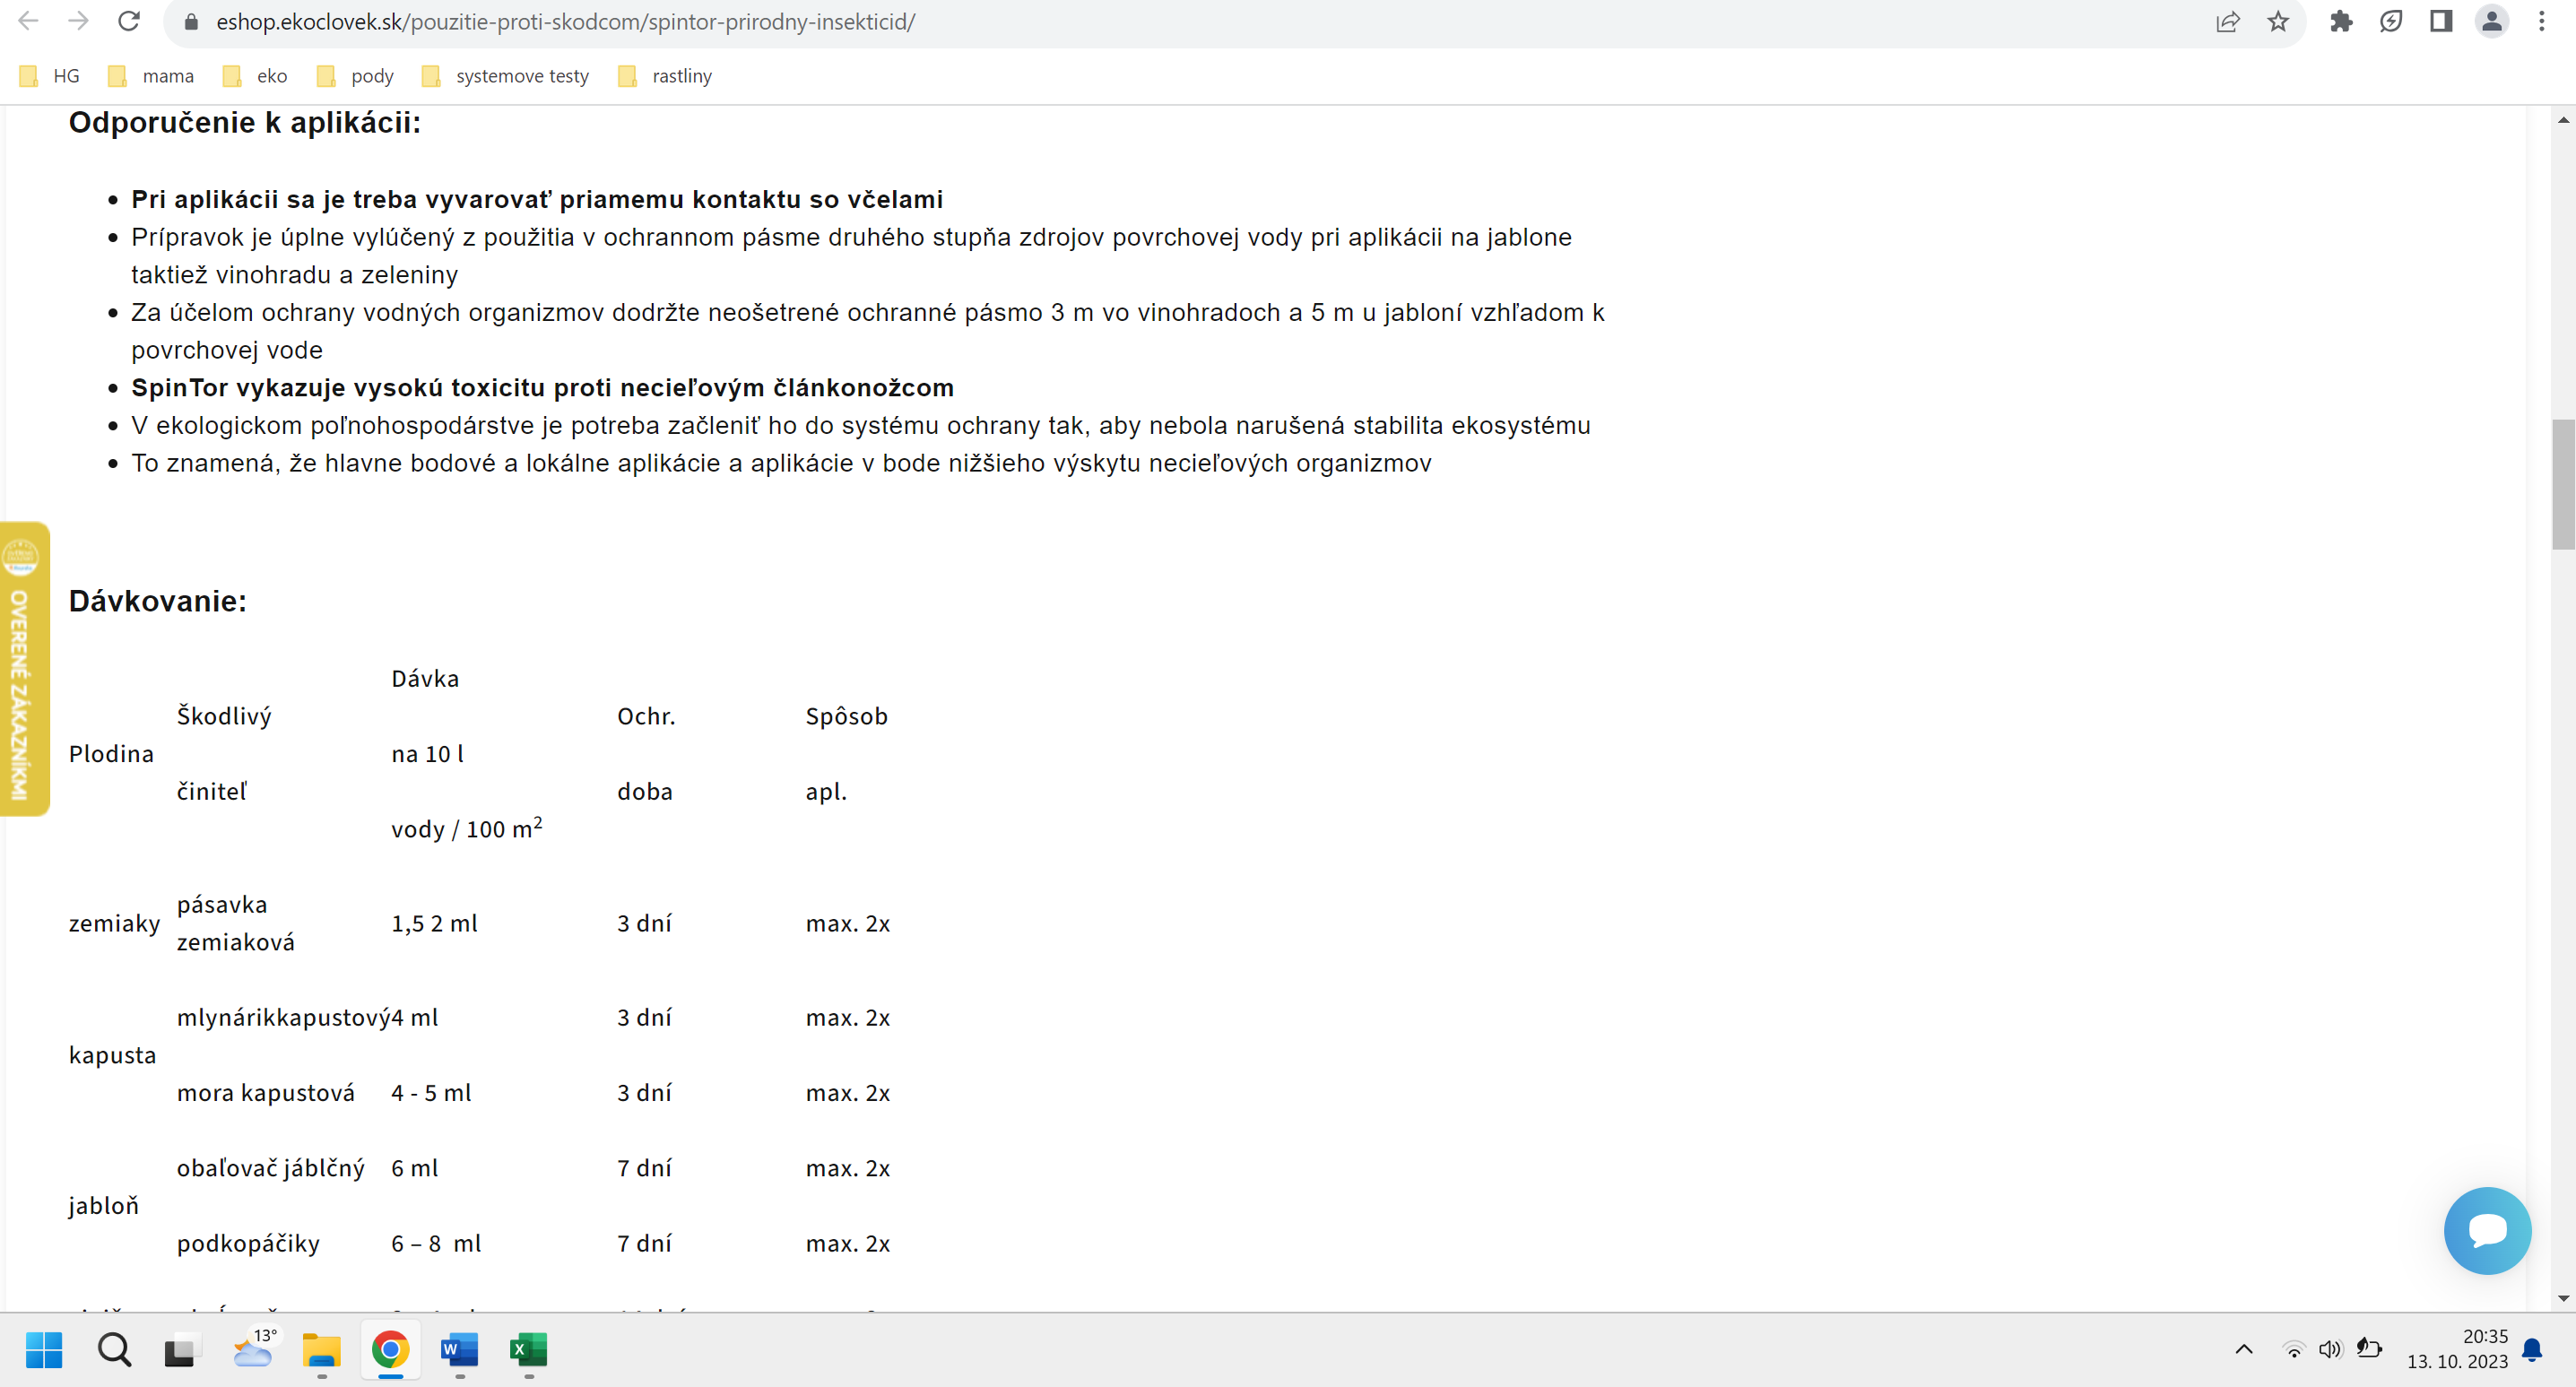 eshop.ekoclovek.sk/pouzitie-proti-skodcom/spintor-prirodny-insekticid/
HG mama eko pody systemove testy rastliny
Odporučenie k aplikácii:
Pri aplikácii sa je treba vyvarovať priamemu kontaktu so včelami
Prípravok je úplne vylúčený z použitia v ochrannom pásme druhého stupňa zdrojov povrchovej vody pri aplikácii na jablone
taktiež vinohradu a zeleniny
Za účelom ochrany vodných organizmov dodržte neošetrené ochranné pásmo 3 m vo vinohradoch a 5 m u jabloní vzhľadom k
povrchovej vode
SpinTor vykazuje vysokú toxicitu proti necieľovým článkonožcom
V ekologickom poľnohospodárstve je potreba začleniť ho do systému ochrany tak, aby nebola narušená stabilita ekosystému
To znamená, že hlavne bodové a lokálne aplikácie a aplikácie v bode nižšieho výskytu necieľových organizmov
OVERENÉ ZÁKAZNÍKMI
Dávkovanie:
Dávka
Škodlivý Ochr. Spôsob
Plodina na 10 l
činiteľ doba apl.
vody / 100 m²
pásavka
zemiaky 1,5 2 ml 3 dní max. 2x
zemiaková
mlynárikkapustový4 ml 3 dní max. 2x
kapusta
mora kapustová 4 - 5 ml 3 dní max. 2x
obaľovač jáblčný 6 ml 7 dní max. 2x
jabloň
podkopáčiky 6 – 8 ml 7 dní max. 2x
13°
W
X
20:35
13. 10. 2023